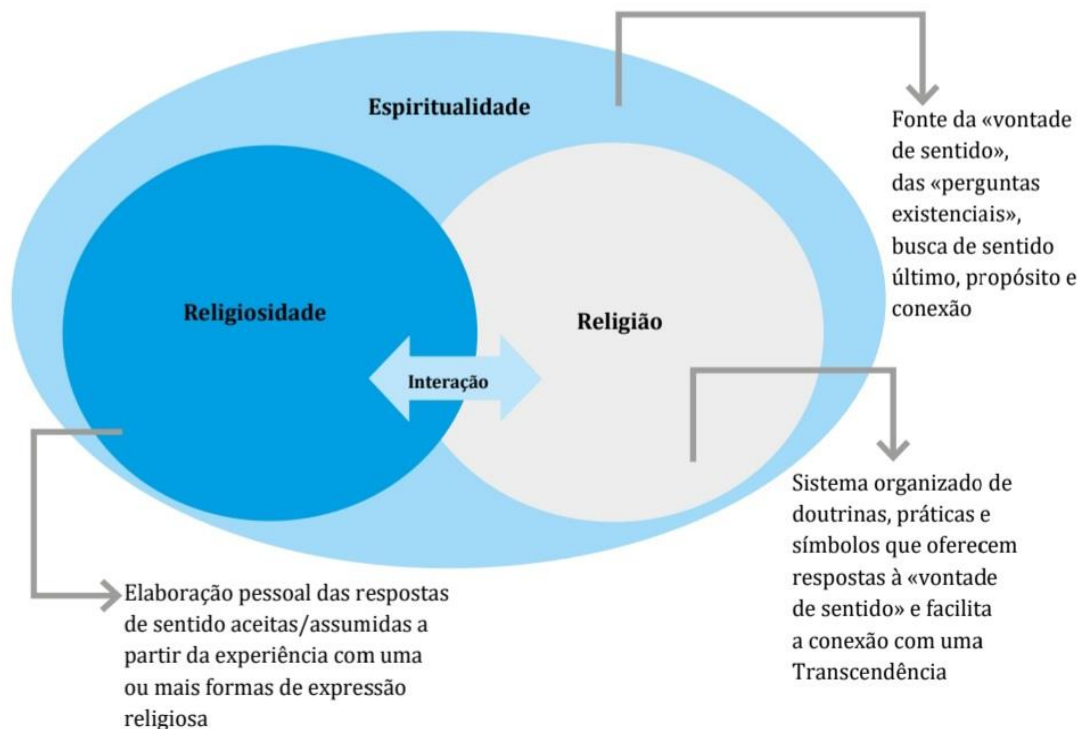 Espiritualidade
Fonte da «vontade
de sentido»,
das «perguntas
existenciais»,
busca de sentido
último, propósito e
conexão
Religiosidade
Religião
Interação
Sistema organizado de
doutrinas, práticas e
símbolos que oferecem
respostas à «vontade
de sentido» e facilita
a conexão com uma
Transcendência
Elaboração pessoal das respostas
de sentido aceitas/assumidas a
partir da experiência com uma
ou mais formas de expressão
religiosa